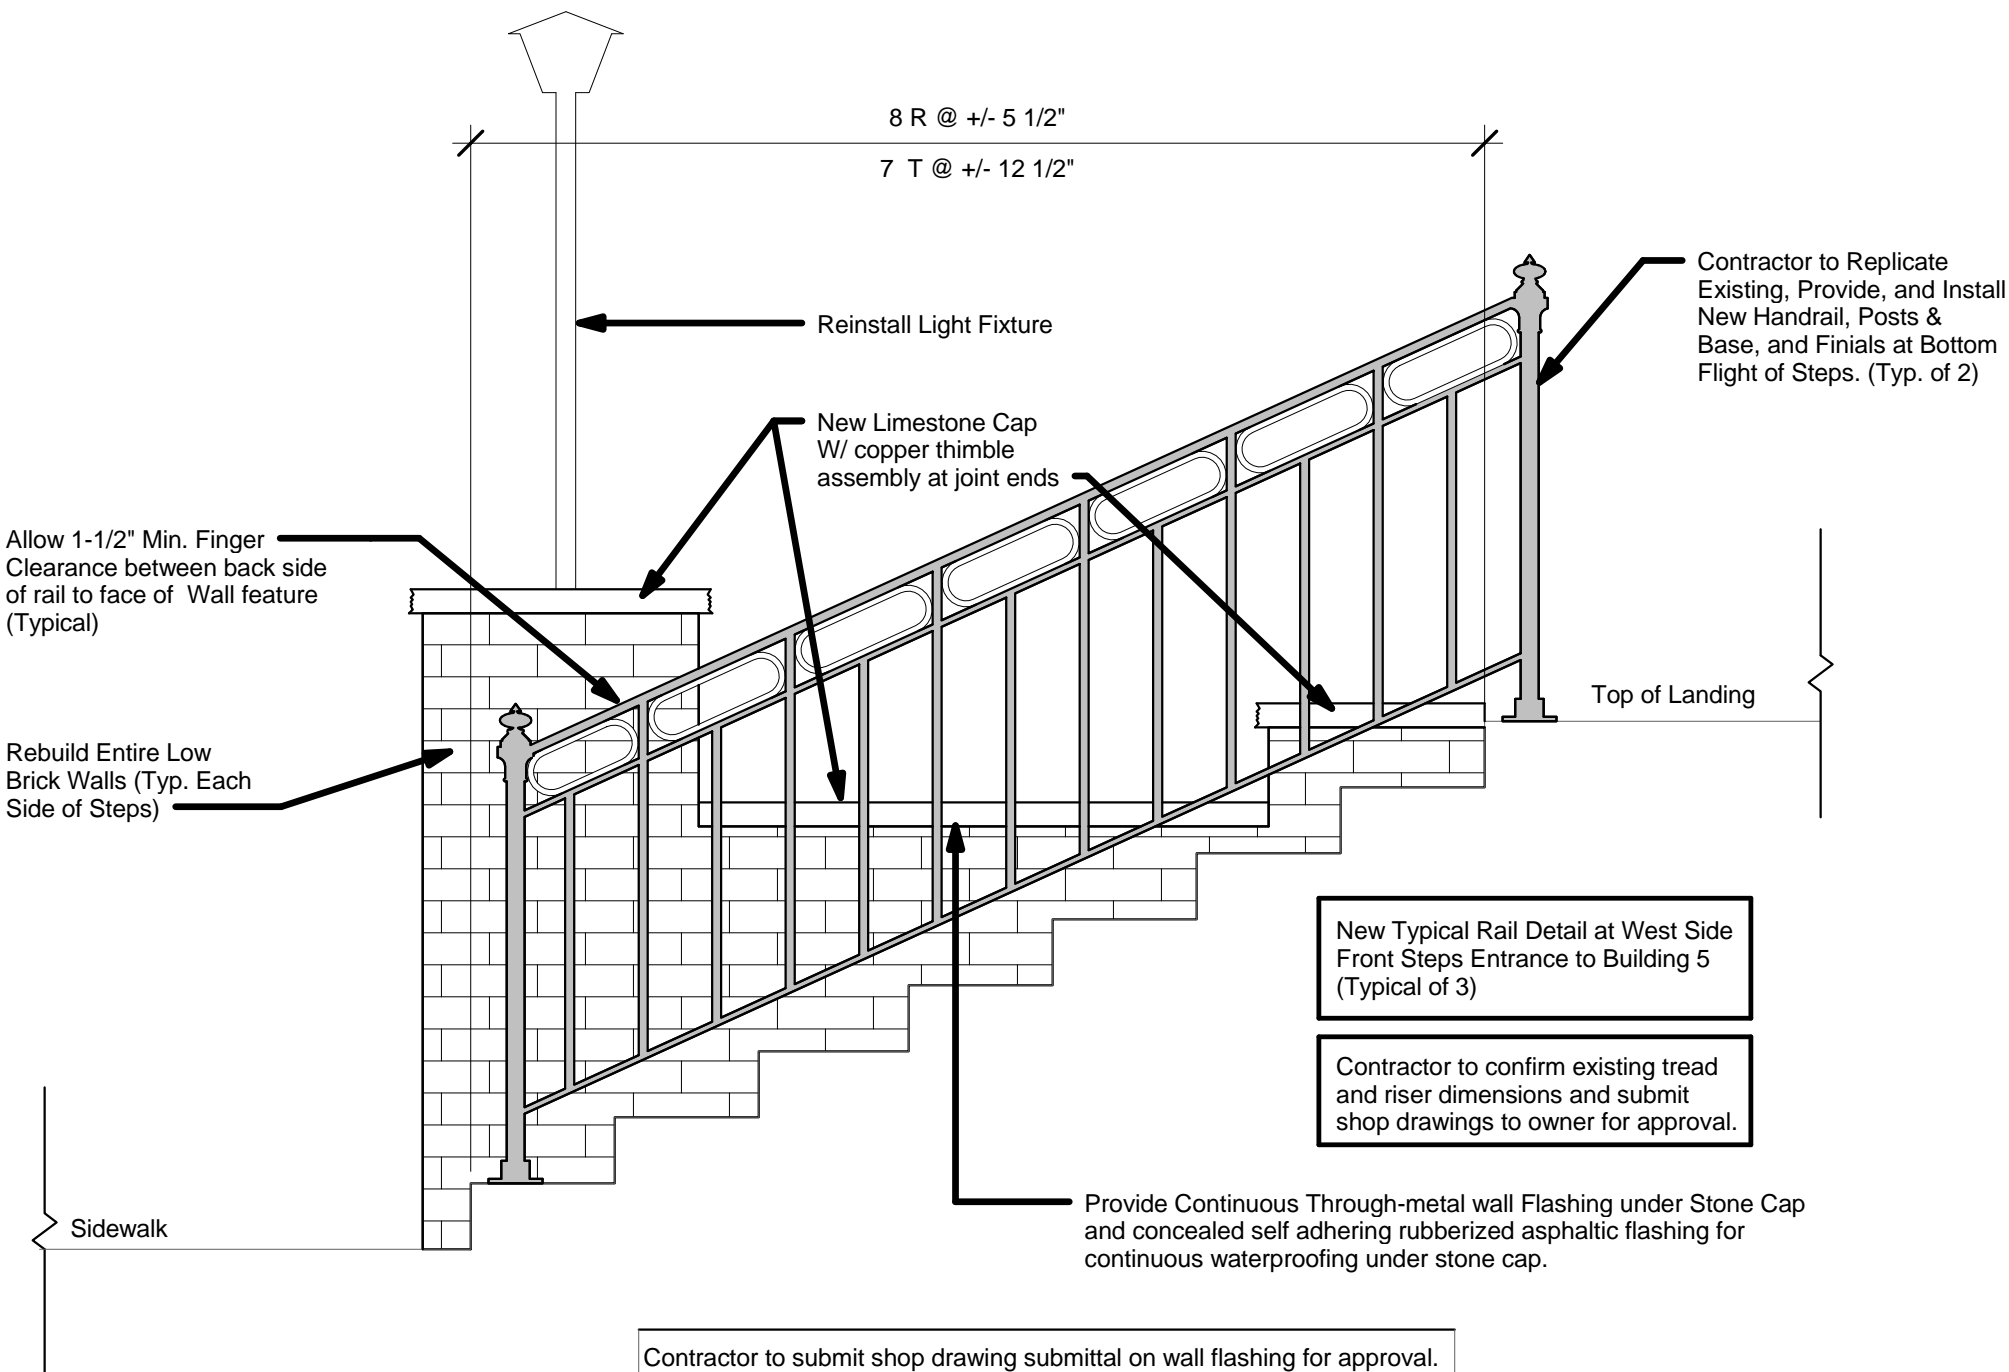 8 R @ +/- 5 1/2"
7 T @ +/- 12 1/2"
Contractor to Replicate
Existing, Provide, and Install
New Handrail, Posts &
Base, and Finials at Bottom
Flight of Steps. (Typ. of 2)
Reinstall Light Fixture
New Limestone Cap
W/ copper thimble
assembly at joint ends
Allow 1-1/2" Min. Finger
Clearance between back side
of rail to face of Wall feature
(Typical)
Top of Landing
Rebuild Entire Low
Brick Walls (Typ. Each
Side of Steps)
New Typical Rail Detail at West Side
Front Steps Entrance to Building 5
(Typical of 3)
Contractor to confirm existing tread
and riser dimensions and submit
shop drawings to owner for approval.
Sidewalk
Provide Continuous Through-metal wall Flashing under Stone Cap
and concealed self adhering rubberized asphaltic flashing for
continuous waterproofing under stone cap.
Contractor to submit shop drawing submittal on wall flashing for approval.